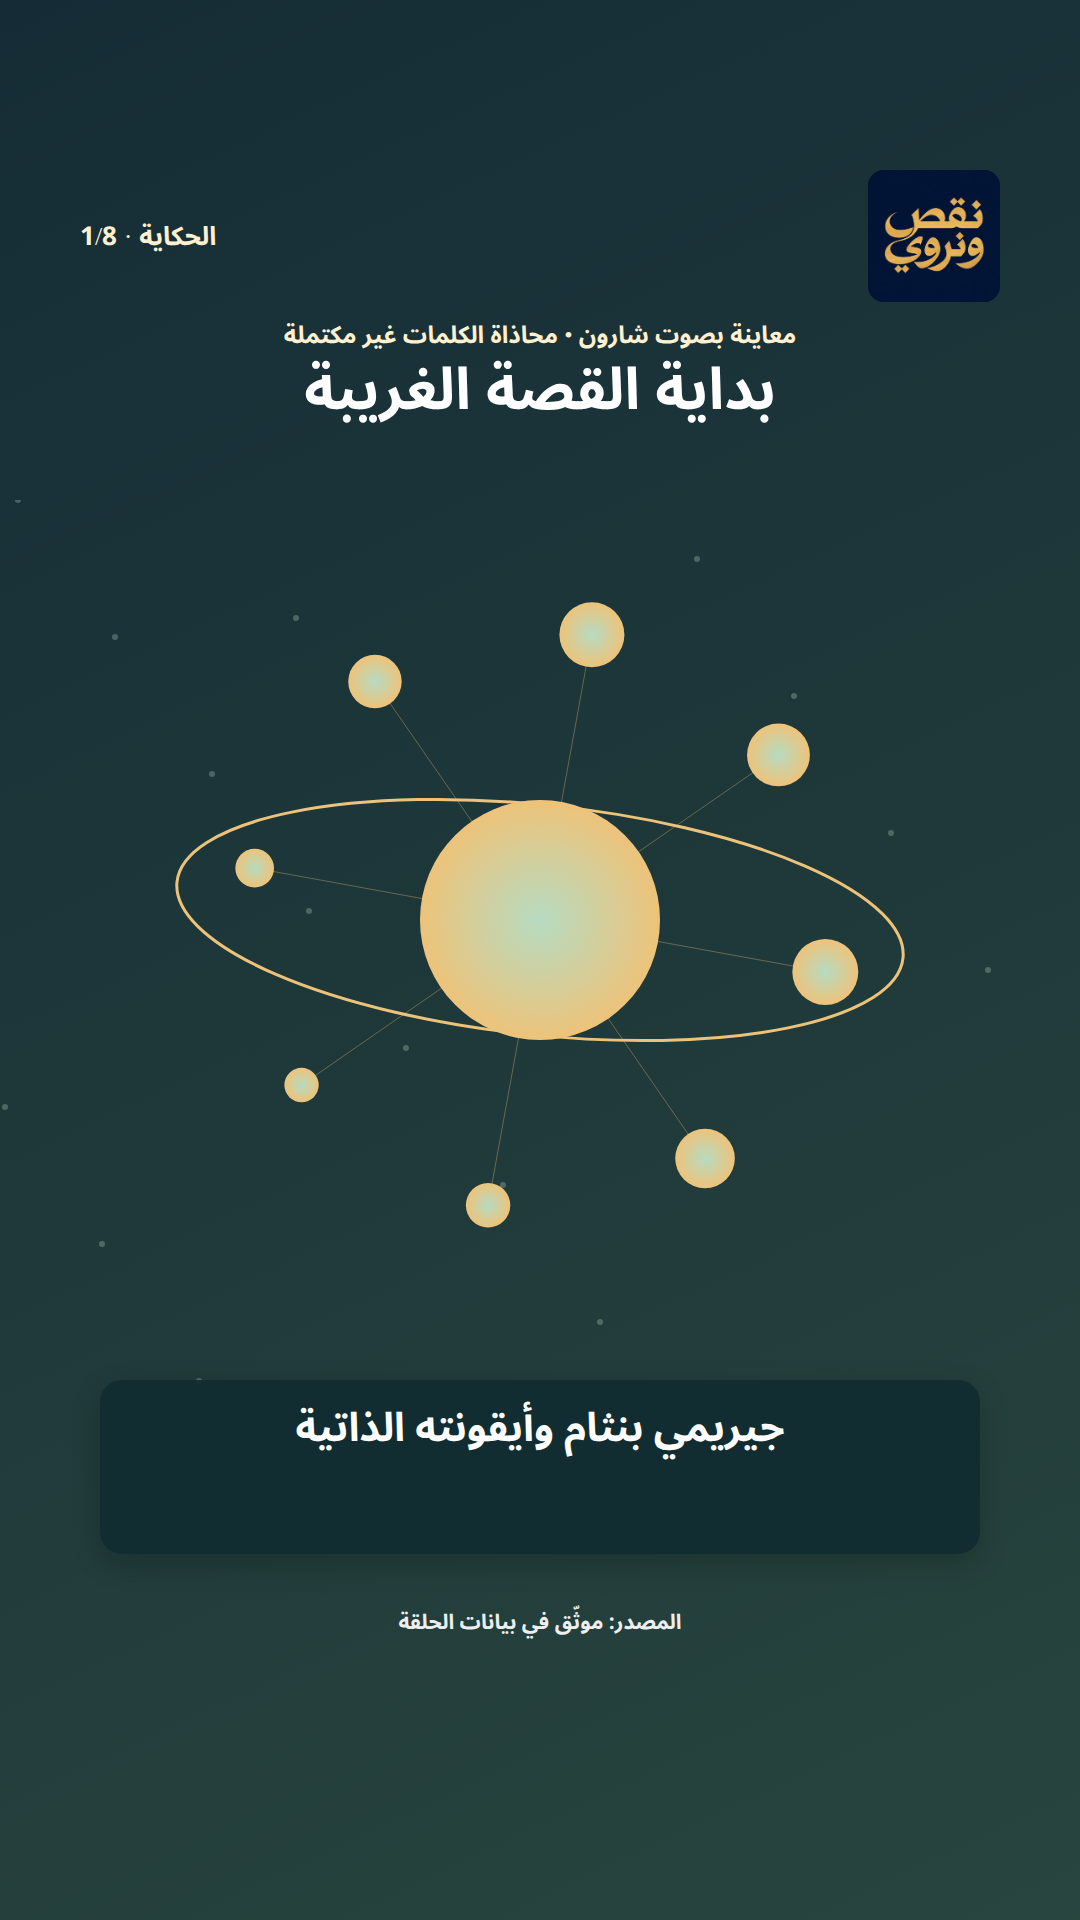 نقص
ونروي
الحكاية · 1/8
معاينة بصوت شارون • محاذاة الكلمات غير مكتملة
بداية القصة الغريبة
جيريمي بنثام وأيقونته الذاتية
المصدر: موثّق في بيانات الحلقة